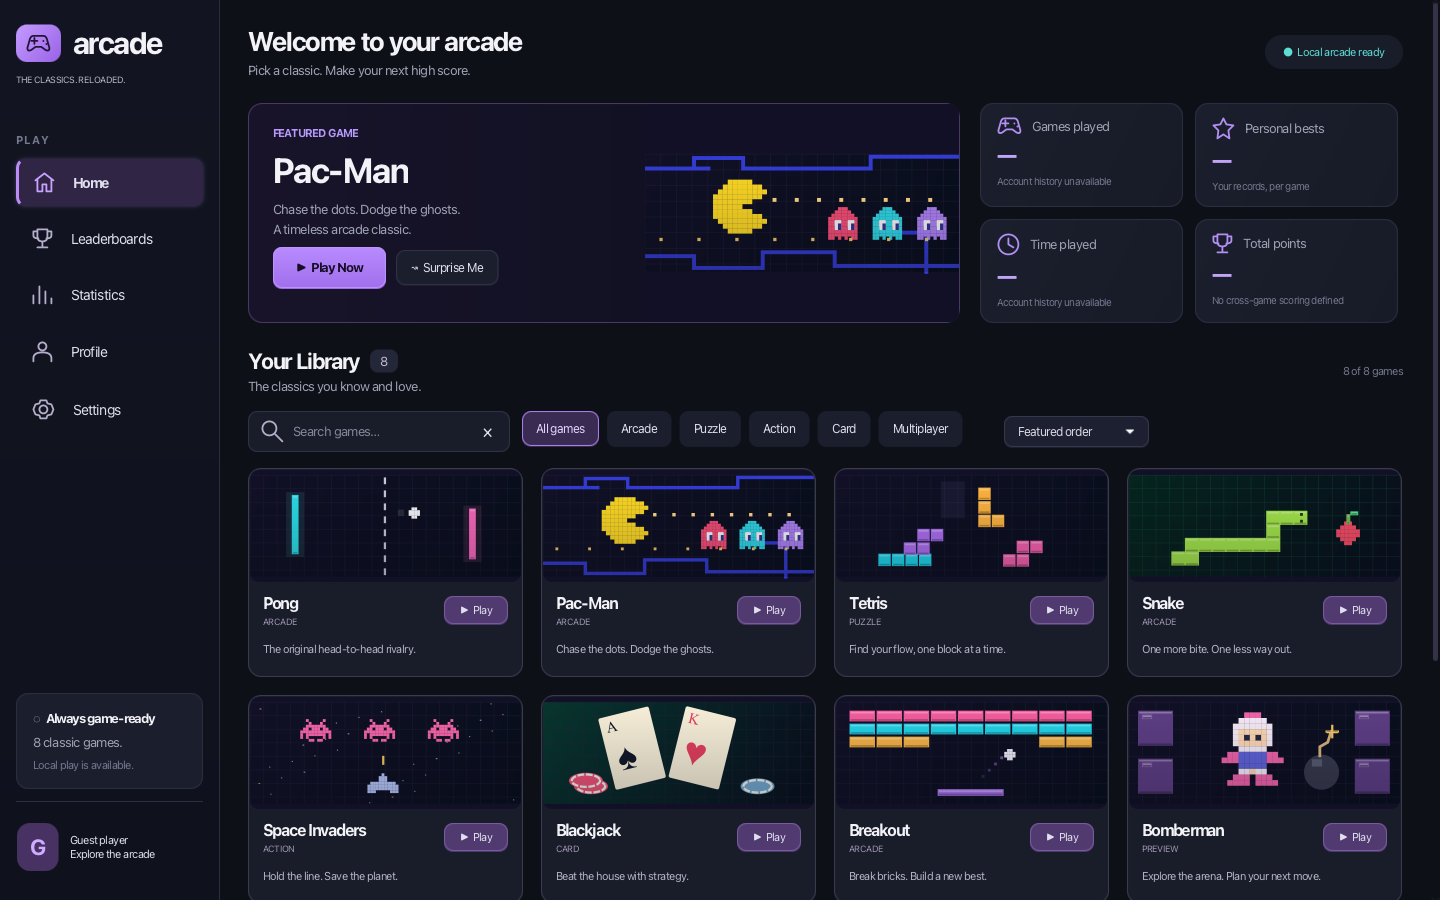 arcade
THE CLASSICS. RELOADED.
PLAY
Home
Leaderboards
Statistics
Profile
Settings
Always game-ready
8 classic games.
Local play is available.
G
Guest player
Explore the arcade
Welcome to your arcade
Pick a classic. Make your next high score.
Local arcade ready
FEATURED GAME
Pac-Man
Chase the dots. Dodge the ghosts.
A timeless arcade classic.
Play Now
Surprise Me
Games played
Account history unavailable
Personal bests
Your records, per game
Time played
Account history unavailable
Total points
No cross-game scoring defined
Your Library 8
The classics you know and love.
8 of 8 games
Search games...
All games
Arcade
Puzzle
Action
Card
Multiplayer
Featured order
Pong
ARCADE
Play
The original head-to-head rivalry.
Pac-Man
ARCADE
Play
Chase the dots. Dodge the ghosts.
Tetris
PUZZLE
Play
Find your flow, one block at a time.
Snake
ARCADE
Play
One more bite. One less way out.
Space Invaders
ACTION
Play
Hold the line. Save the planet.
A
K
Blackjack
CARD
Play
Beat the house with strategy.
Breakout
ARCADE
Play
Break bricks. Build a new best.
Bomberman
PREVIEW
Play
Explore the arena. Plan your next move.